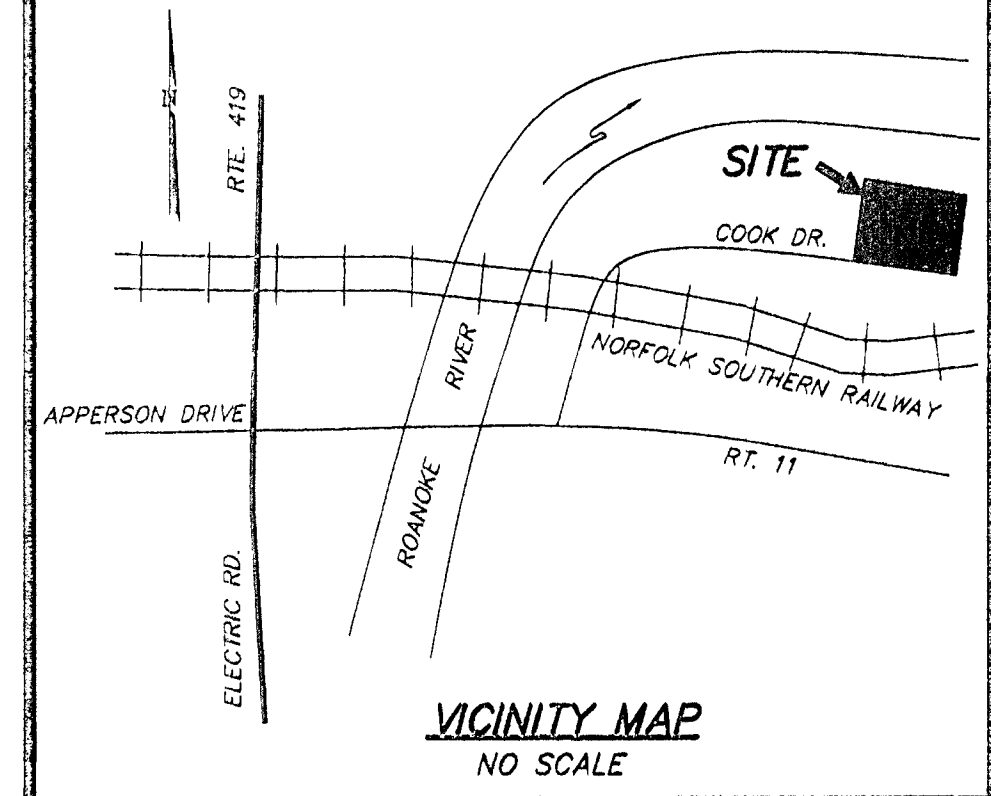 N
RTE. 419
SITE
COOK DR.
NORFOLK SOUTHERN RAILWAY
RIVER
APPERSON DRIVE
RT. 11
ROANOKE
ELECTRIC RD.
VICINITY MAP
NO SCALE